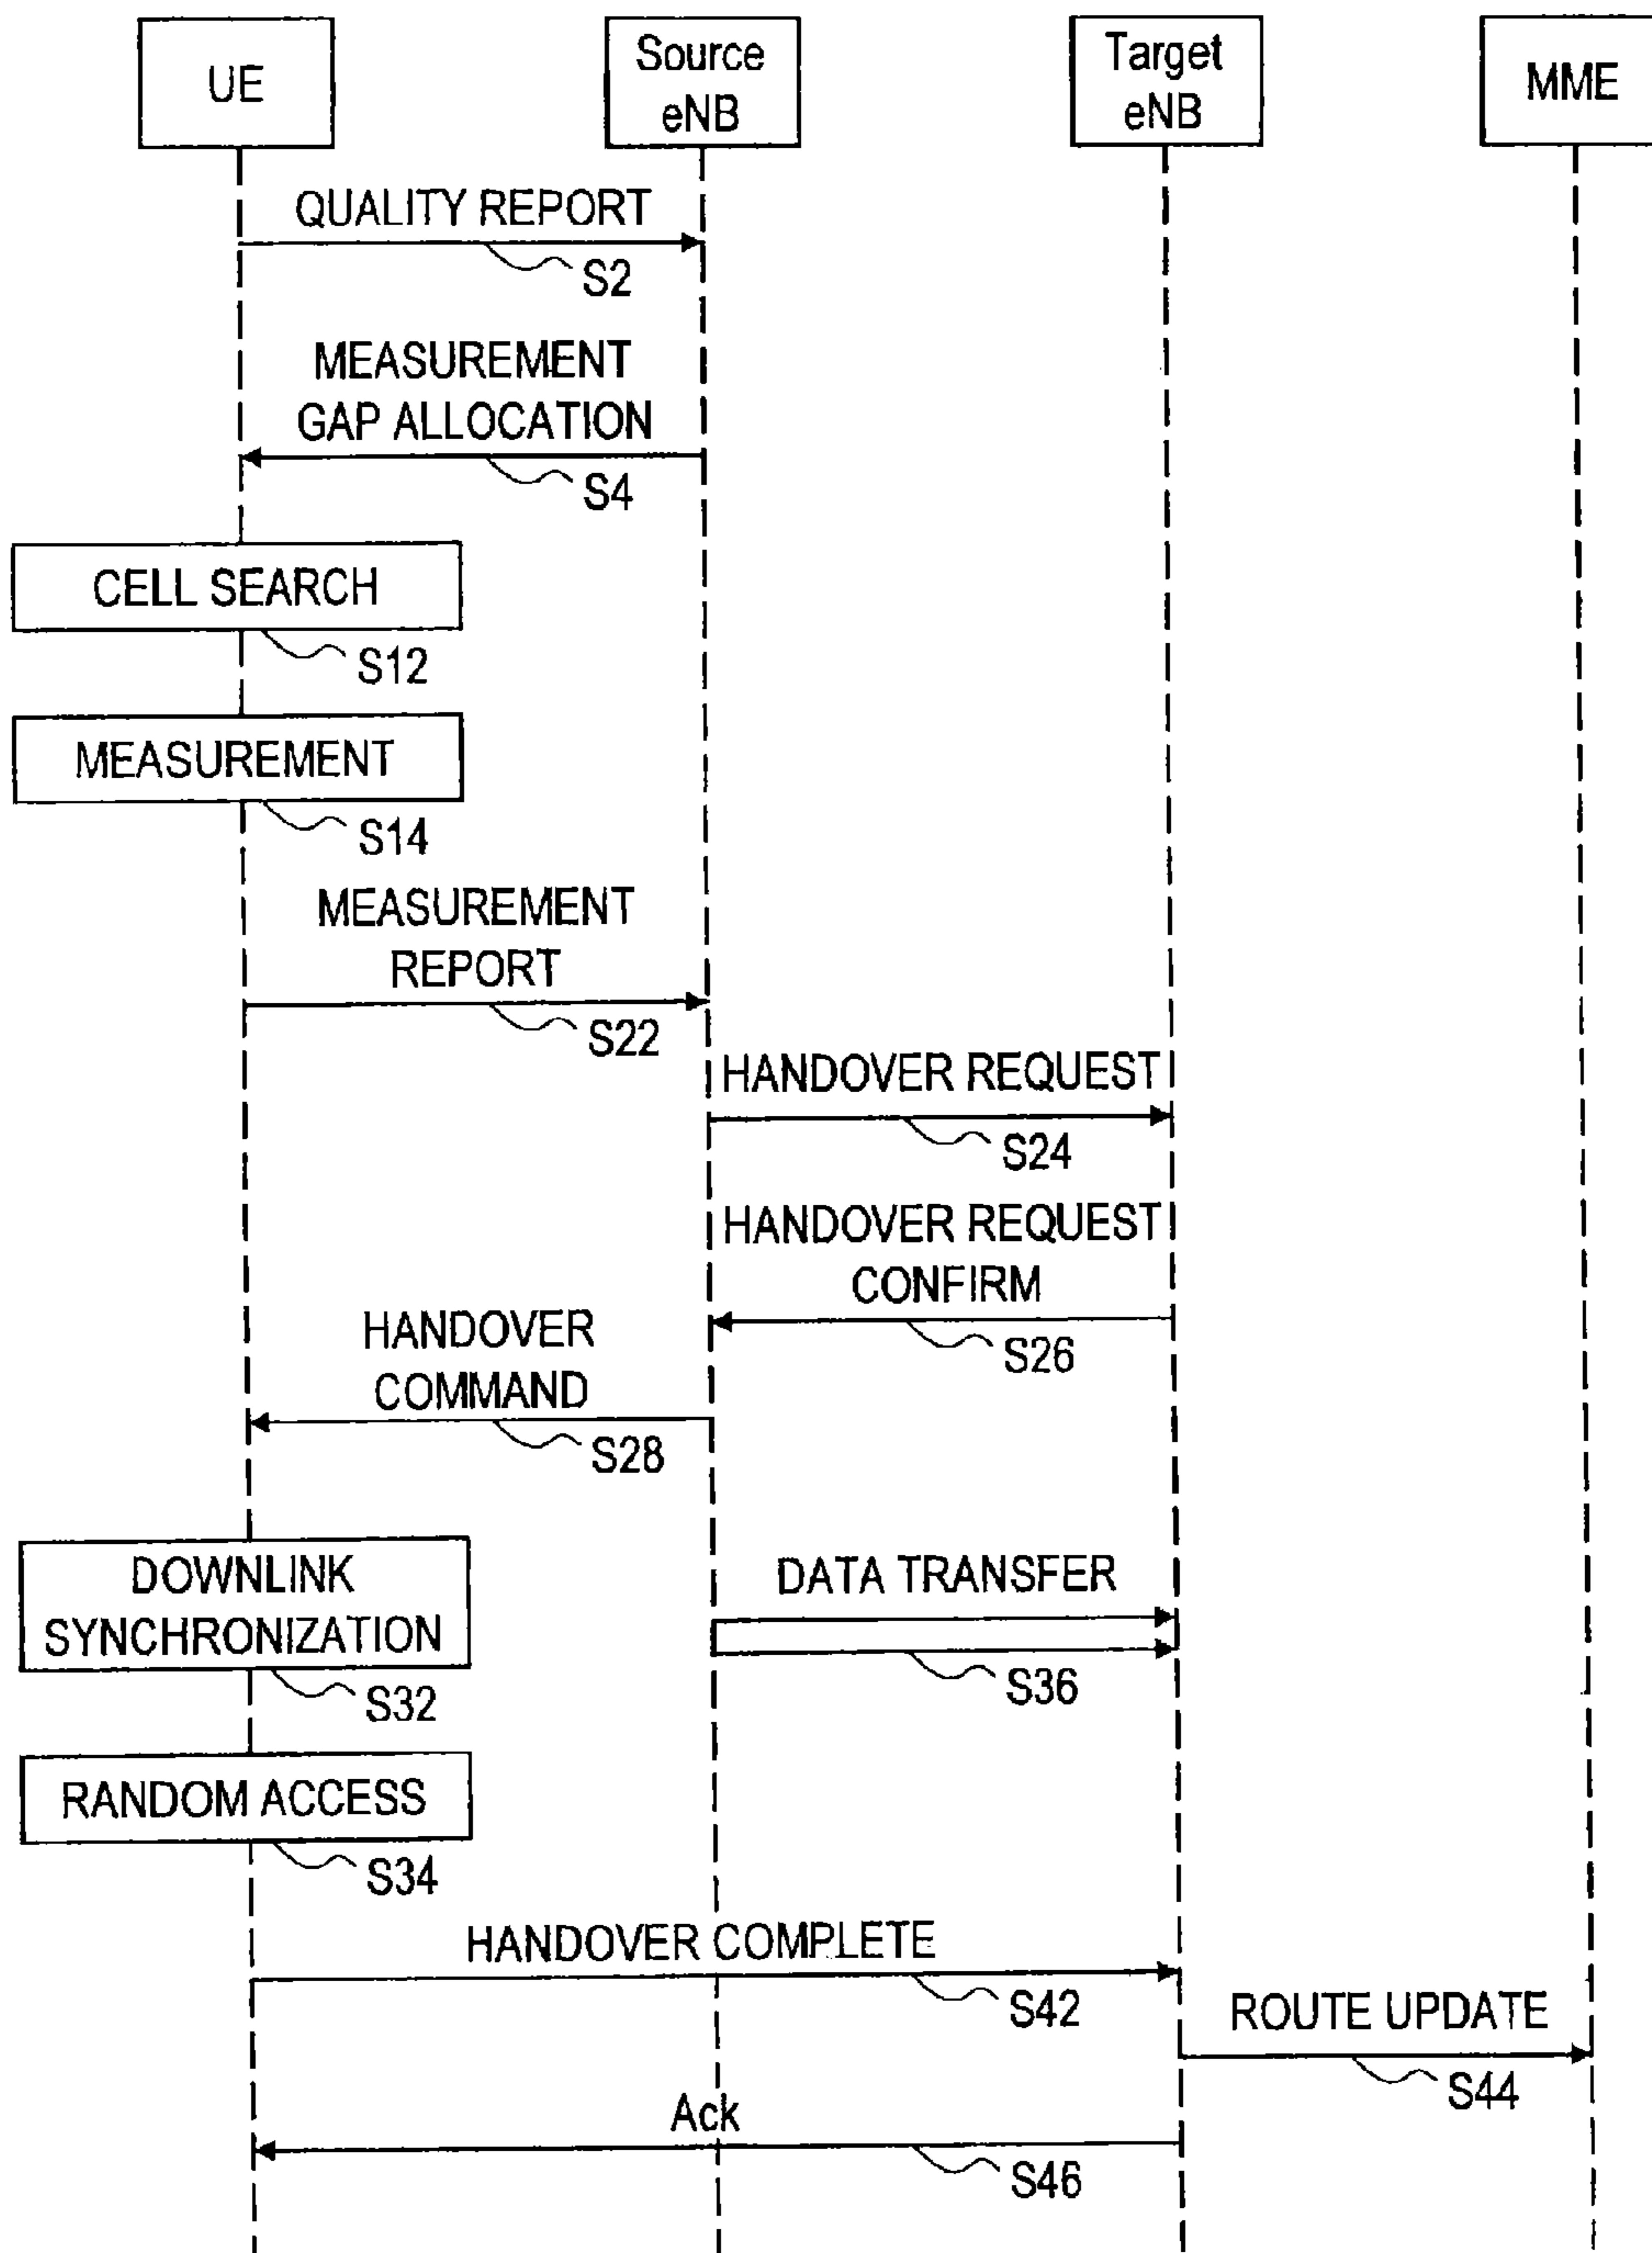 UE
Source
eNB
Target
eNB
MME
QUALITY REPORT
S2
MEASUREMENT
GAP ALLOCATION
S4
CELL SEARCH
S12
MEASUREMENT
S14
MEASUREMENT
REPORT
S22
HANDOVER REQUEST
S24
HANDOVER REQUEST
CONFIRM
S26
HANDOVER
COMMAND
S28
DOWNLINK
SYNCHRONIZATION
S32
DATA TRANSFER
S36
RANDOM ACCESS
S34
HANDOVER COMPLETE
S42
ROUTE UPDATE
S44
Ack
S46